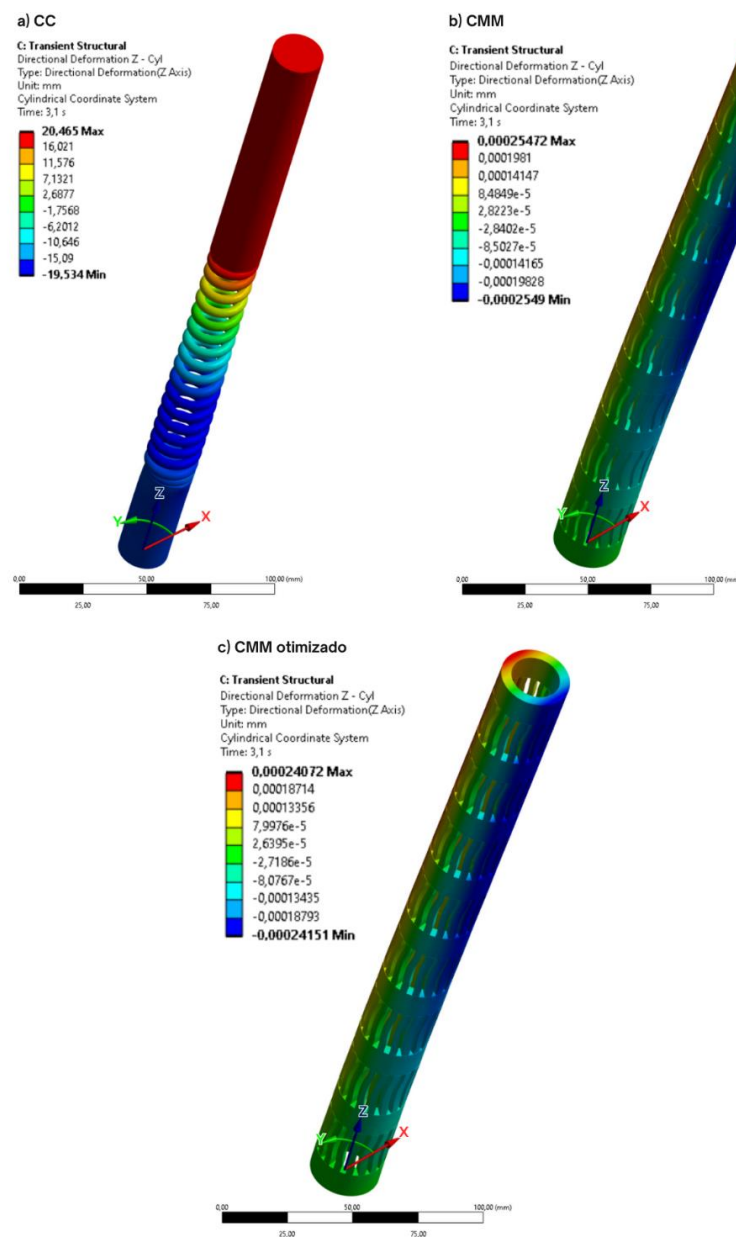 a) CC
C: Transient Structural
Directional Deformation Z - Cyl
Type: Directional Deformation(Z Axis)
Unit: mm
Cylindrical Coordinate System
Time: 3,1 s
20,465 Max
16,021
11,576
7,1321
2,6877
-1,7568
-6,2012
-10,646
-15,09
-19,534 Min
Z
Y
X
0,00
50,00
100,00 (mm)
25,00
75,00
b) CMM
C: Transient Structural
Directional Deformation Z - Cyl
Type: Directional Deformation(Z Axis)
Unit: mm
Cylindrical Coordinate System
Time: 3,1 s
0,00025472 Max
0,0001981
0,00014147
8,4849e-5
2,8223e-5
-2,8402e-5
-8,5027e-5
-0,00014165
-0,00019828
-0,0002549 Min
Z
Y
X
0,00
50,00
100,00 (mm)
25,00
75,00
c) CMM otimizado
C: Transient Structural
Directional Deformation Z - Cyl
Type: Directional Deformation(Z Axis)
Unit: mm
Cylindrical Coordinate System
Time: 3,1 s
0,00024072 Max
0,00018714
0,00013356
7,9976e-5
2,6395e-5
-2,7186e-5
-8,0767e-5
-0,00013435
-0,00018793
-0,00024151 Min
Z
Y
X
0,00
50,00
100,00 (mm)
25,00
75,00